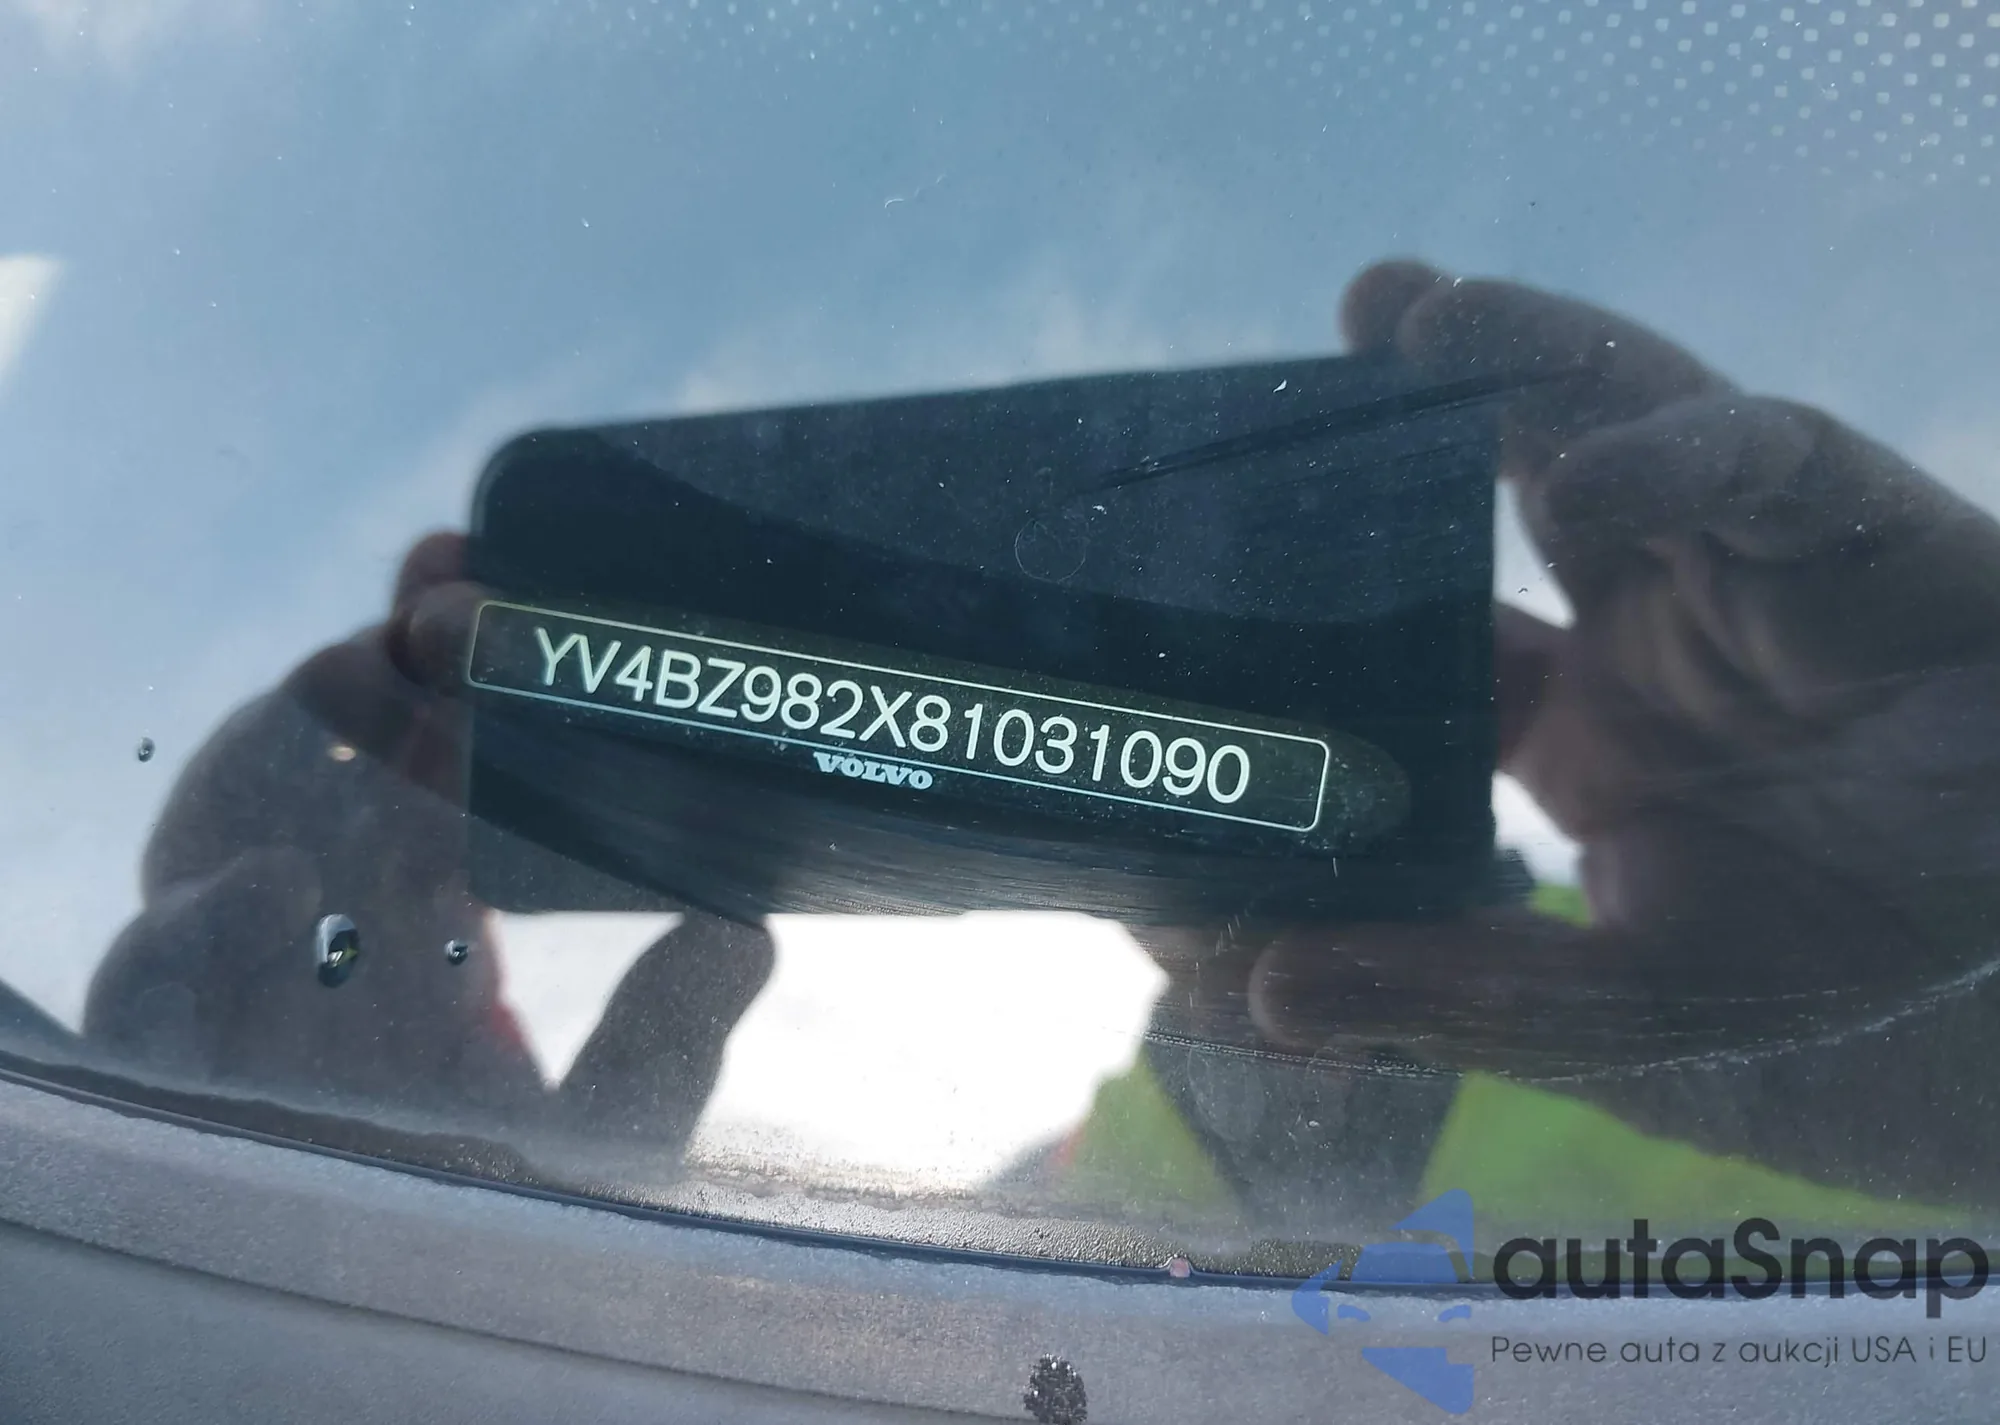 YV4BZ982X81031090
VOLVO
autaSnap
Pewne auta z aukcji USA i EU